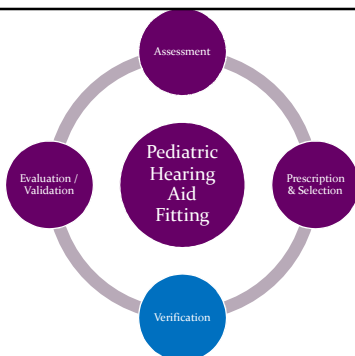 Assessment
Pediatric
Hearing
Aid
Fitting
Evaluation /
Validation
Prescription
& Selection
Verification